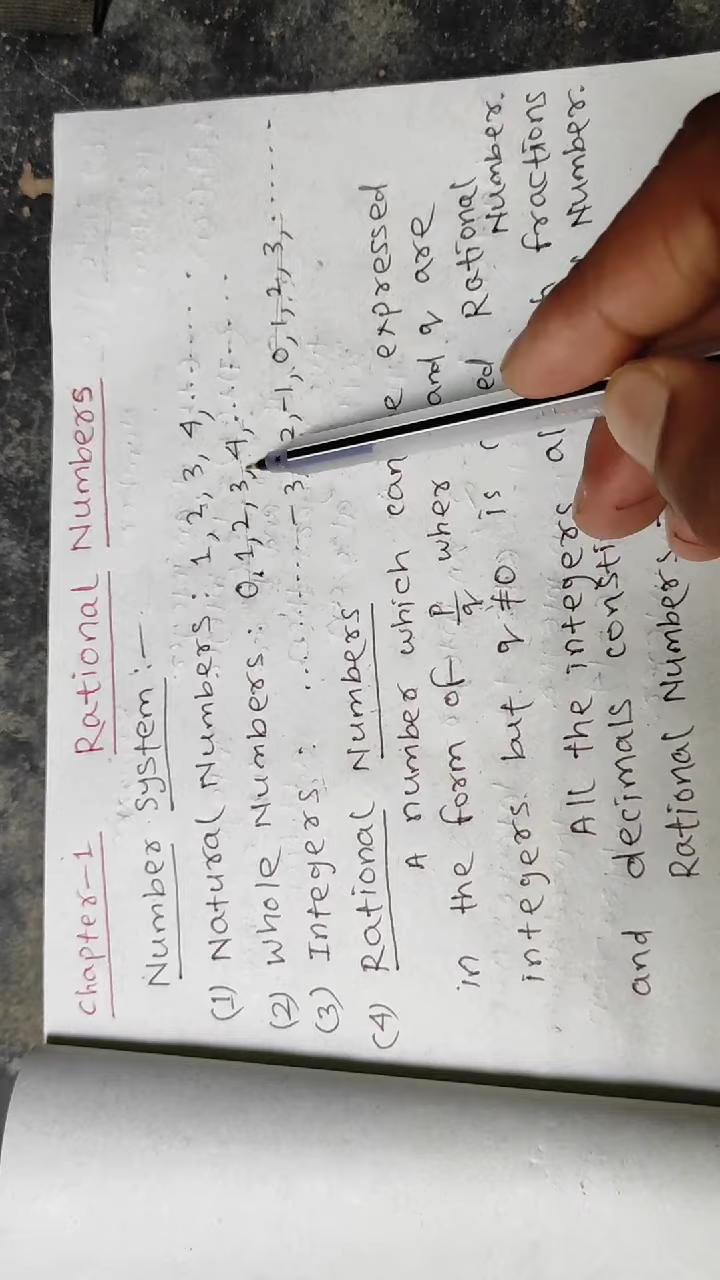 Chapter-1 Rational Numbers
Number System :-
(1) Natural Numbers : 1, 2, 3, 4, ........
(2) Whole Numbers : 0, 1, 2, 3, 4, ........
(3) Integers : ........ -3, 2, -1, 0, 1, 2, 3, ......
(4) Rational Numbers
A number which can expressed
in the form of p/q and q are
integers but q ≠ 0 is Rational
Number.
All the integers fractions
and decimals Number.
Rational Numbers